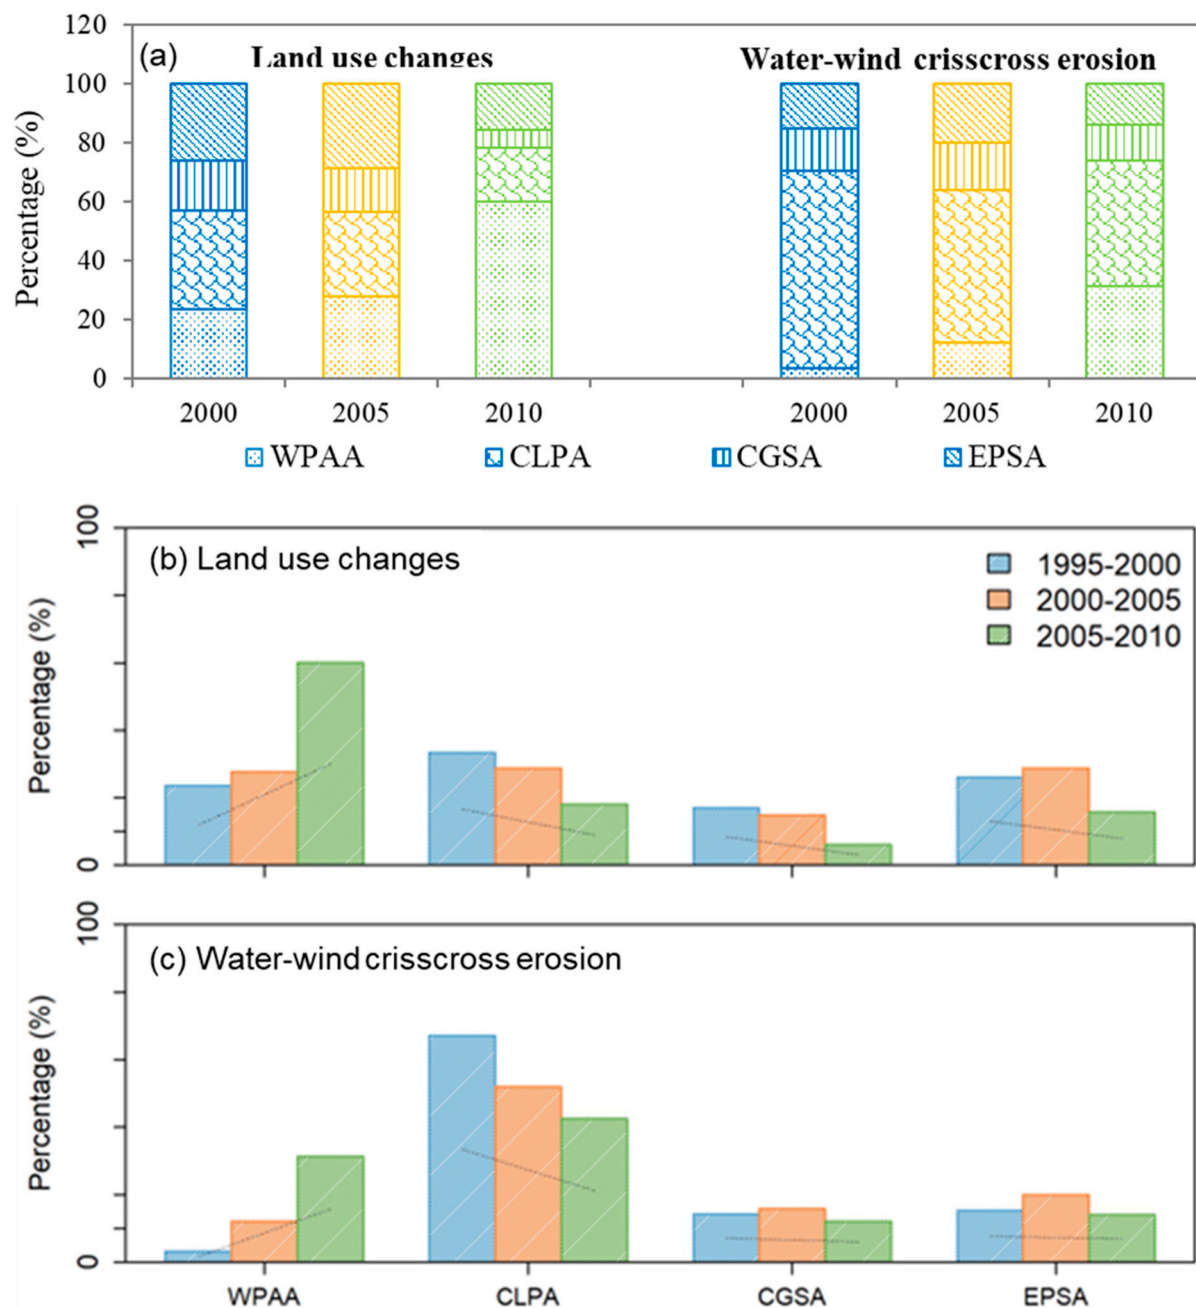 120
(a)
Land use changes
Water-wind crisscross erosion
100
80
60
40
20
0
Percentage (%)
2000 2005 2010 2000 2005 2010
WPAA CLPA CGSA EPSA
100
(b) Land use changes
1995-2000
2000-2005
2005-2010
Percentage (%)
0
100
(c) Water-wind crisscross erosion
Percentage (%)
0
WPAA CLPA CGSA EPSA